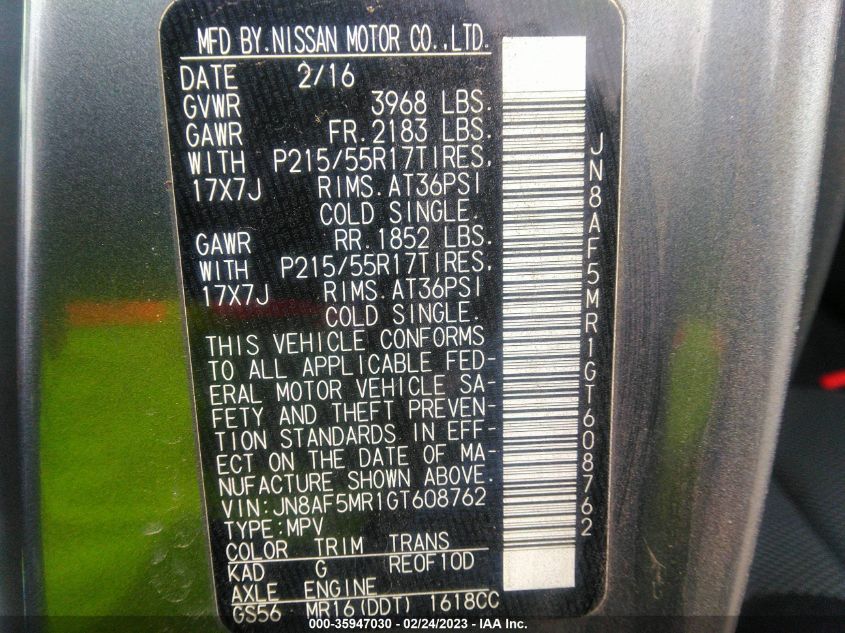 MFD BY.NISSAN MOTOR CO.,LTD.
DATE 2/16
GVWR 3968 LBS.
GAWR FR.2183 LBS.
WITH P215/55R17TIRES,
17X7J RIMS.AT36PSI
COLD SINGLE.
GAWR RR.1852 LBS.
WITH P215/55R17TIRES,
17X7J RIMS.AT36PSI
COLD SINGLE.
THIS VEHICLE CONFORMS
TO ALL APPLICABLE FED-
ERAL MOTOR VEHICLE SA-
FETY AND THEFT PREVEN-
TION STANDARDS IN EFF-
ECT ON THE DATE OF MA-
NUFACTURE SHOWN ABOVE.
VIN:JN8AF5MR1GT608762
TYPE:MPV
COLOR TRIM TRANS
KAD G RE0F10D
AXLE ENGINE
GS56 MR16(DDT) 1618CC
JN8AF5MR1GT608762
000-35947030 - 02/24/2023 - IAA Inc.